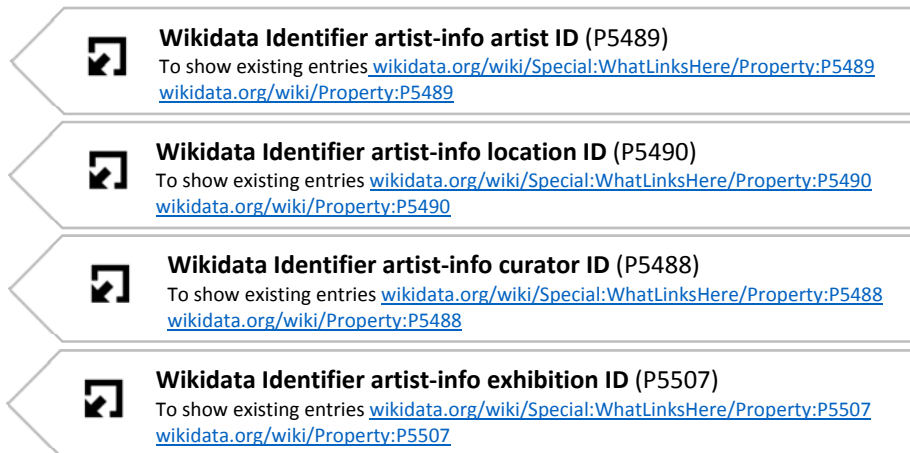 Wikidata Identifier artist-info artist ID (P5489)
To show existing entries wikidata.org/wiki/Special:WhatLinksHere/Property:P5489
wikidata.org/wiki/Property:P5489
Wikidata Identifier artist-info location ID (P5490)
To show existing entries wikidata.org/wiki/Special:WhatLinksHere/Property:P5490
wikidata.org/wiki/Property:P5490
Wikidata Identifier artist-info curator ID (P5488)
To show existing entries wikidata.org/wiki/Special:WhatLinksHere/Property:P5488
wikidata.org/wiki/Property:P5488
Wikidata Identifier artist-info exhibition ID (P5507)
To show existing entries wikidata.org/wiki/Special:WhatLinksHere/Property:P5507
wikidata.org/wiki/Property:P5507